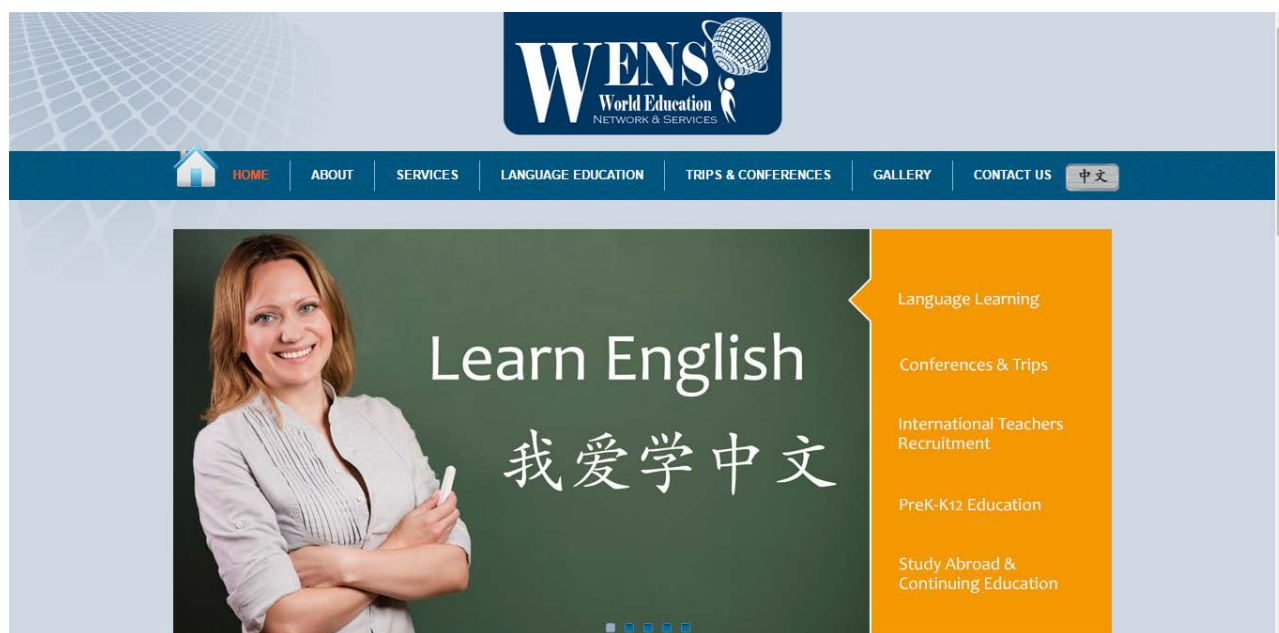 WENS
World Education
NETWORK & SERVICES
HOME
ABOUT
SERVICES
LANGUAGE EDUCATION
TRIPS & CONFERENCES
GALLERY
CONTACT US
中文
Learn English
我爱学中文
Language Learning
Conferences & Trips
International Teachers
Recruitment
PreK-K12 Education
Study Abroad &
Continuing Education